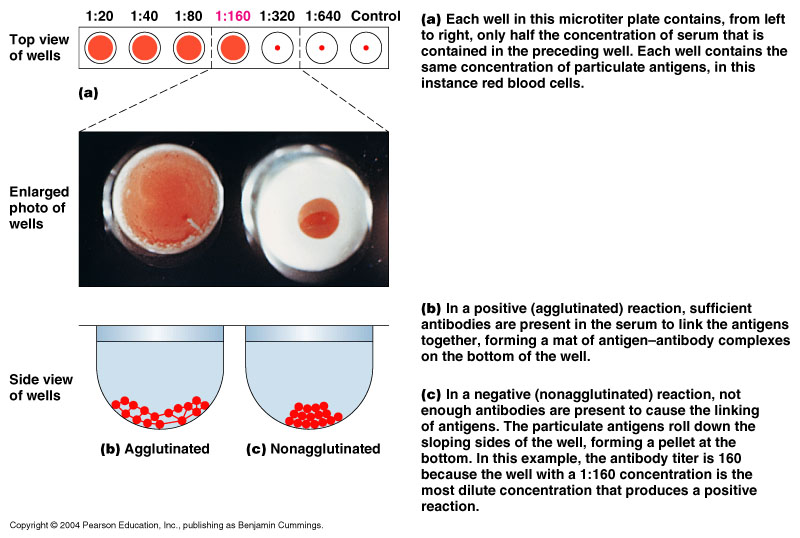 1:20 1:40 1:80 1:160 1:320 1:640 Control
Top view
of wells
(a)
(a) Each well in this microtiter plate contains, from left
to right, only half the concentration of serum that is
contained in the preceding well. Each well contains the
same concentration of particulate antigens, in this
instance red blood cells.
Enlarged
photo of
wells
(b) In a positive (agglutinated) reaction, sufficient
antibodies are present in the serum to link the antigens
together, forming a mat of antigen–antibody complexes
on the bottom of the well.
Side view
of wells
(b) Agglutinated (c) Nonagglutinated
(c) In a negative (nonagglutinated) reaction, not
enough antibodies are present to cause the linking
of antigens. The particulate antigens roll down the
sloping sides of the well, forming a pellet at the
bottom. In this example, the antibody titer is 160
because the well with a 1:160 concentration is the
most dilute concentration that produces a positive
reaction.
Copyright © 2004 Pearson Education, Inc., publishing as Benjamin Cummings.